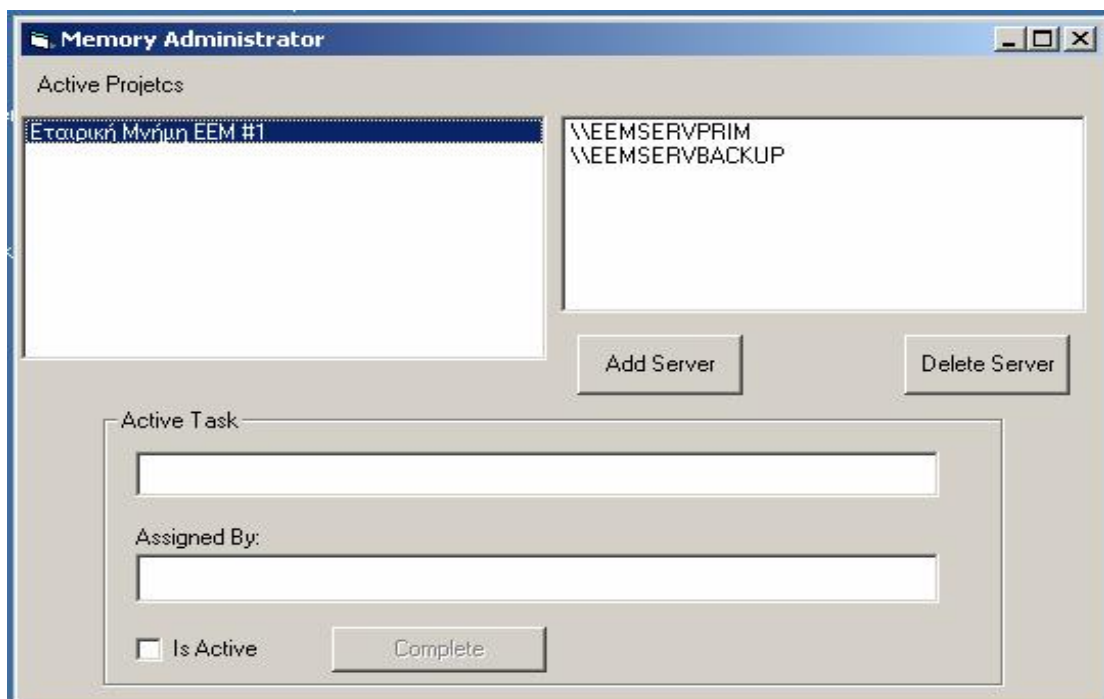 Memory Administrator
Active Projetcs
Εταιρική Μνήμη ΕΕΜ #1
\\EEMSERVPRIM
\\EEMSERVBACKUP
Add Server
Delete Server
Active Task
Assigned By:
Is Active
Complete